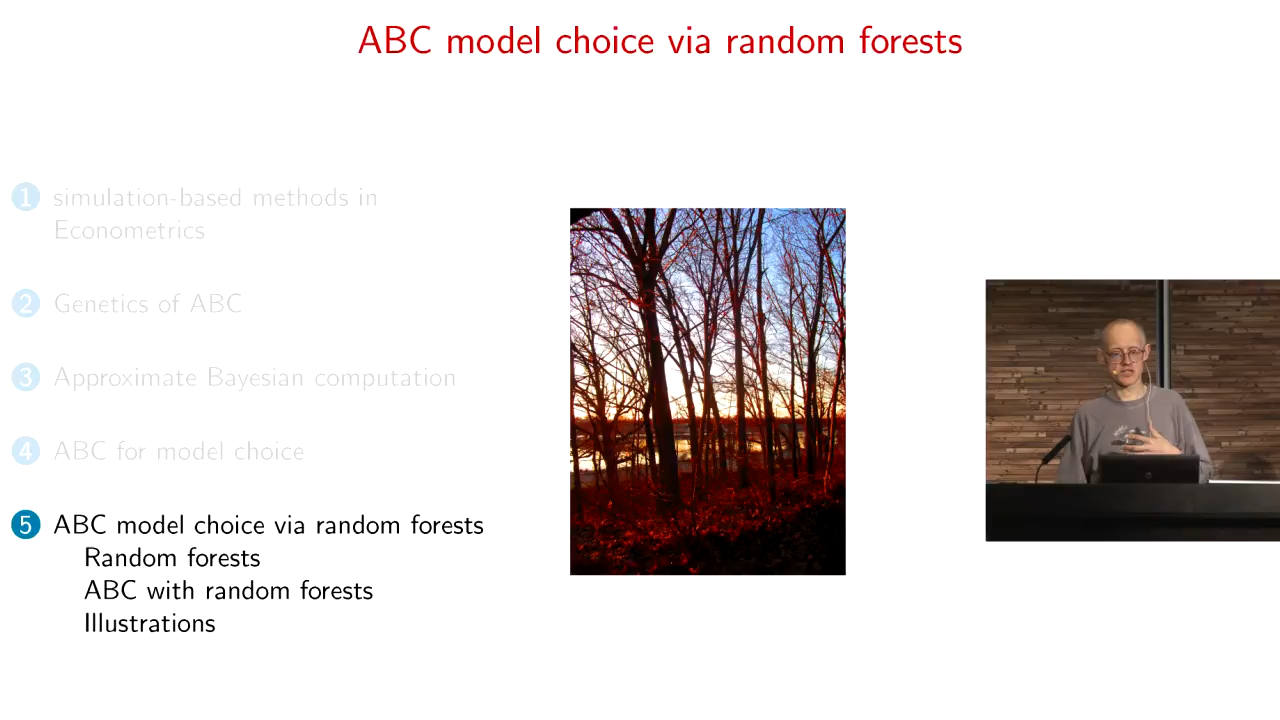 ABC model choice via random forests
1 simulation-based methods in
Econometrics
2 Genetics of ABC
3 Approximate Bayesian computation
4 ABC for model choice
5 ABC model choice via random forests
Random forests
ABC with random forests
Illustrations